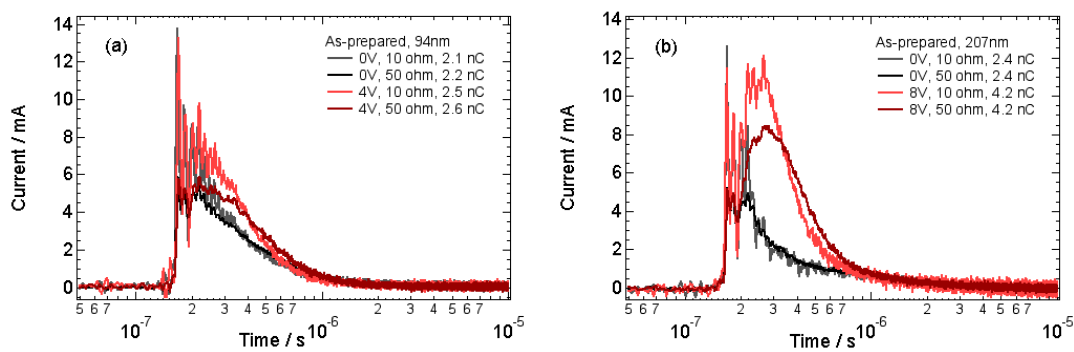 (a)
As-prepared, 94nm
0V, 10 ohm, 2.1 nC
0V, 50 ohm, 2.2 nC
4V, 10 ohm, 2.5 nC
4V, 50 ohm, 2.6 nC
14
12
10
8
6
4
2
0
Current / mA
5 6 7 2 3 4 5 6 7 2 3 4 5 6 7
10-7 10-6 10-5
Time / s
(b)
As-prepared, 207nm
0V, 10 ohm, 2.4 nC
0V, 50 ohm, 2.4 nC
8V, 10 ohm, 4.2 nC
8V, 50 ohm, 4.2 nC
14
12
10
8
6
4
2
0
Current / mA
5 6 7 2 3 4 5 6 7 2 3 4 5 6 7
10-7 10-6 10-5
Time / s